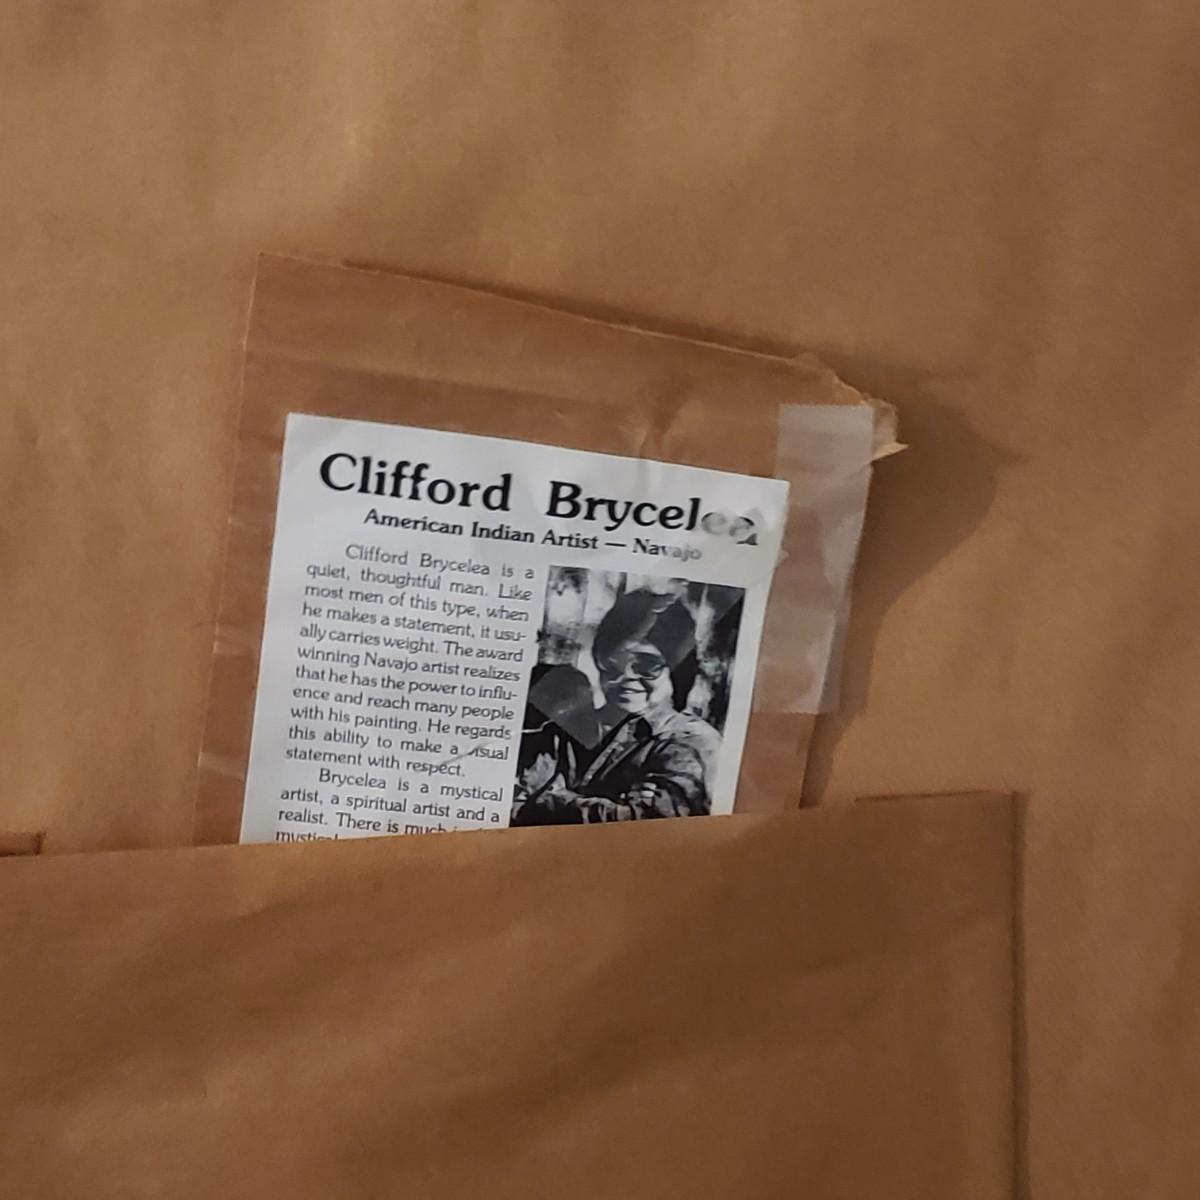 Clifford Brycelea
American Indian Artist — Navajo
Clifford Brycelea is a
quiet, thoughtful man. Like
most men of this type, when
he makes a statement, it usu-
ally carries weight. The award
winning Navajo artist realizes
that he has the power to influ-
ence and reach many people
with his painting. He regards
this ability to make a visual
statement with respect.
Brycelea is a mystical
artist, a spiritual artist and a
realist. There is much